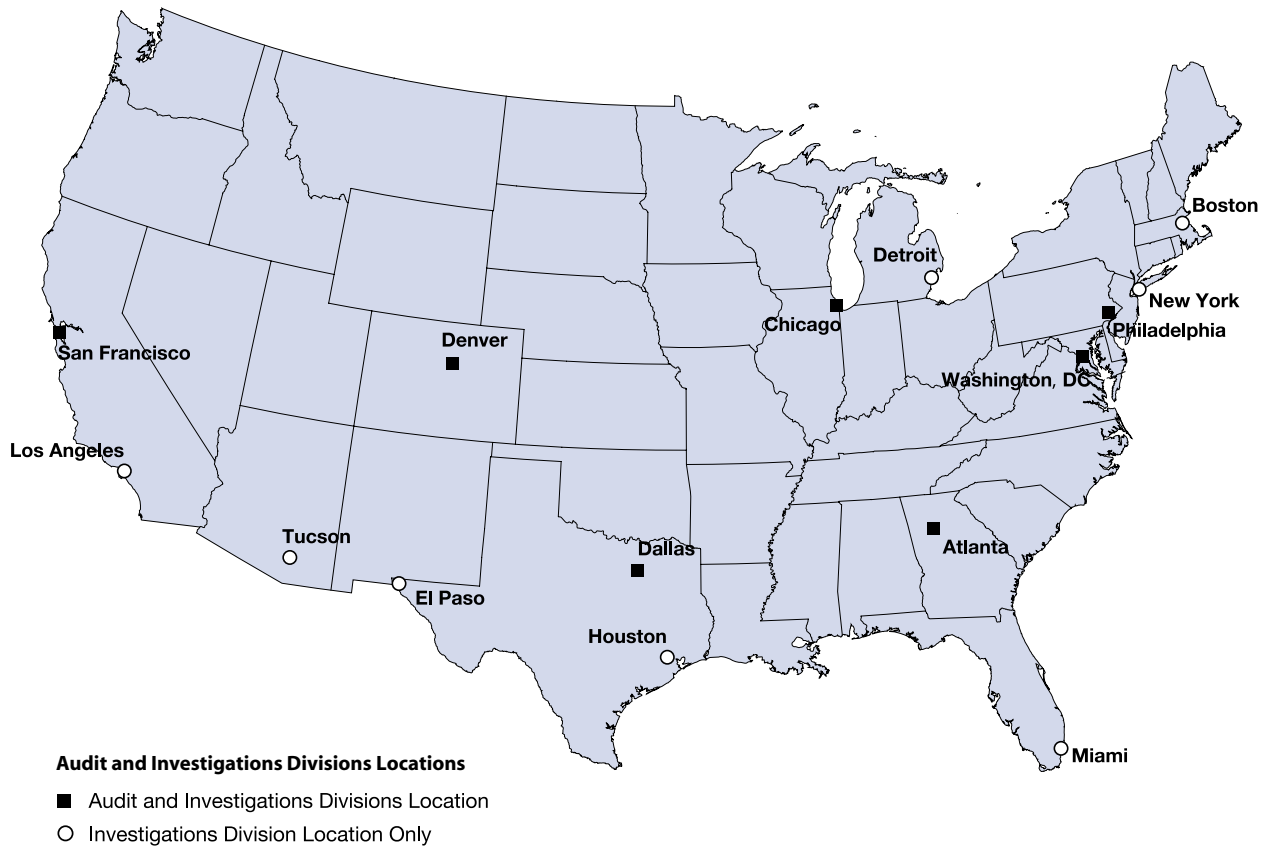 Boston
Detroit
New York
Chicago
Philadelphia
Denver
San Francisco
Washington, DC
Los Angeles
Tucson
Dallas
Atlanta
El Paso
Houston
Miami
Audit and Investigations Divisions Locations
Audit and Investigations Divisions Location
Investigations Division Location Only